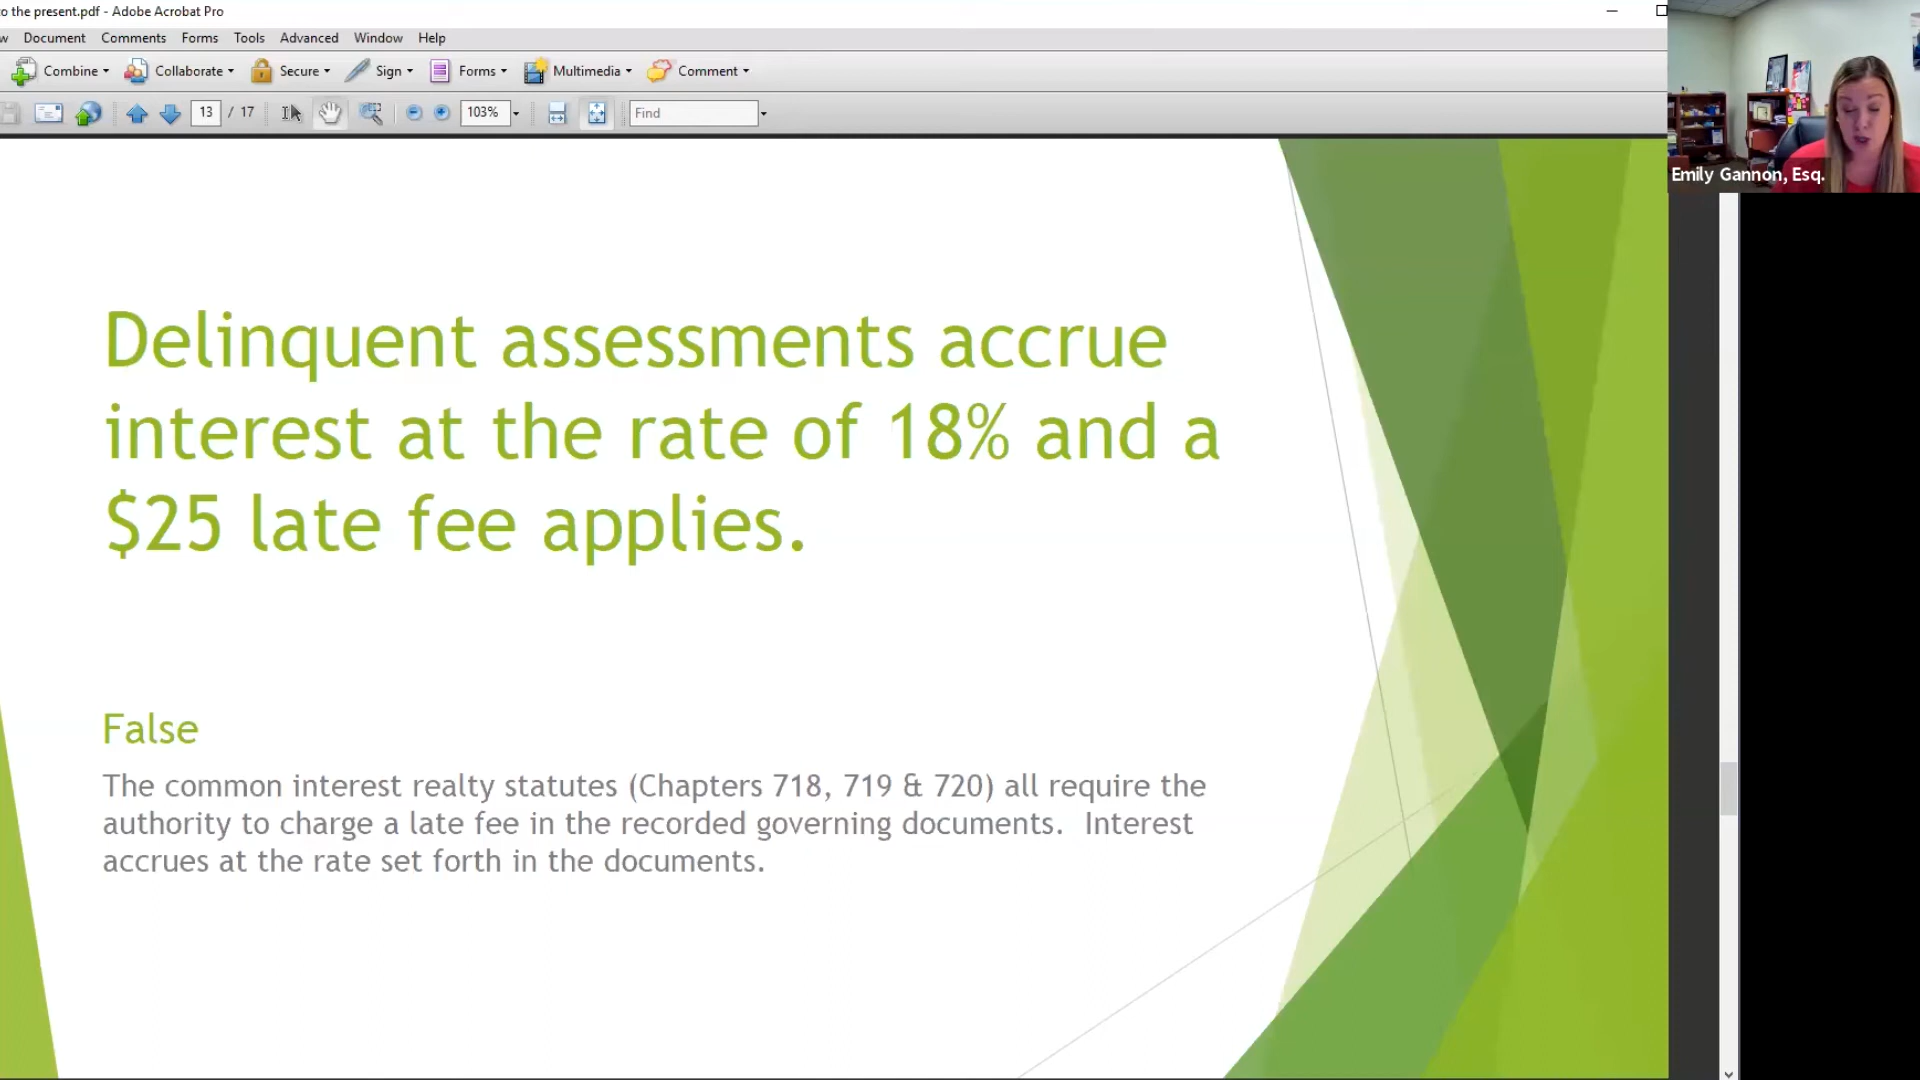 o the present.pdf - Adobe Acrobat Pro
w Document Comments Forms Tools Advanced Window Help
Combine Collaborate Secure Sign Forms Multimedia Comment
13 / 17 103% Find
Emily Gannon, Esq.
Delinquent assessments accrue
interest at the rate of 18% and a
$25 late fee applies.
False
The common interest realty statutes (Chapters 718, 719 & 720) all require the
authority to charge a late fee in the recorded governing documents. Interest
accrues at the rate set forth in the documents.